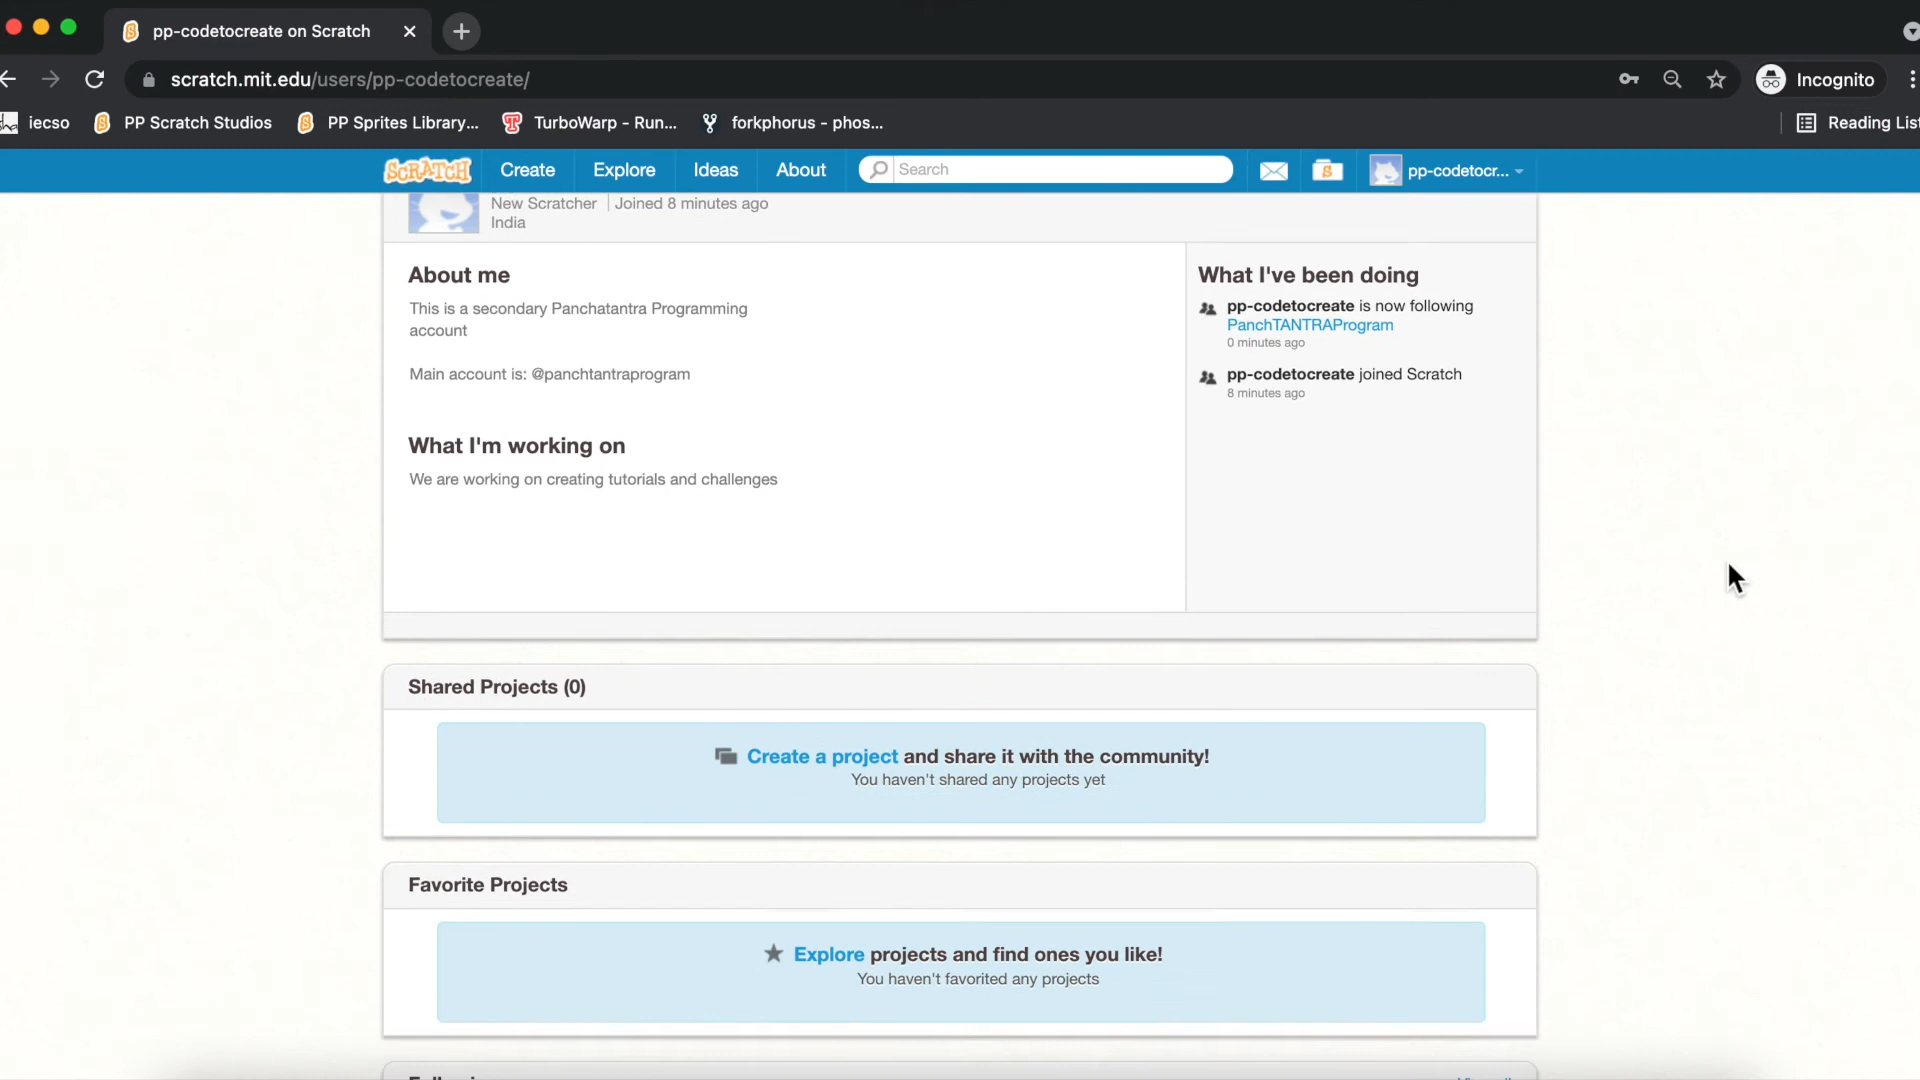 pp-codetocreate on Scratch
scratch.mit.edu/users/pp-codetocreate/
Incognito
iecso
PP Scratch Studios
PP Sprites Library...
TurboWarp - Run...
forkphorus - phos...
Reading List
SCRATCH
Create
Explore
Ideas
About
Search
pp-codetocr...
New Scratcher | Joined 8 minutes ago
India
About me
This is a secondary Panchatantra Programming
account
Main account is: @panchtantraprogram
What I'm working on
We are working on creating tutorials and challenges
What I've been doing
pp-codetocreate is now following
PanchTANTRAProgram
0 minutes ago
pp-codetocreate joined Scratch
8 minutes ago
Shared Projects (0)
Create a project and share it with the community!
You haven't shared any projects yet
Favorite Projects
Explore projects and find ones you like!
You haven't favorited any projects